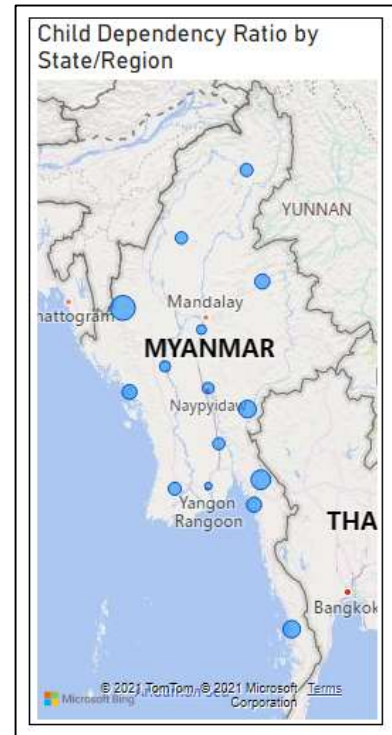 Child Dependency Ratio by
State/Region
YUNNAN
Mandalay
hattogram
MYANMAR
Naypyidaw
Yangon
Rangoon
THA
Bangkok
© 2021 TomTom, © 2021 Microsoft Corporation
Terms
Microsoft Bing